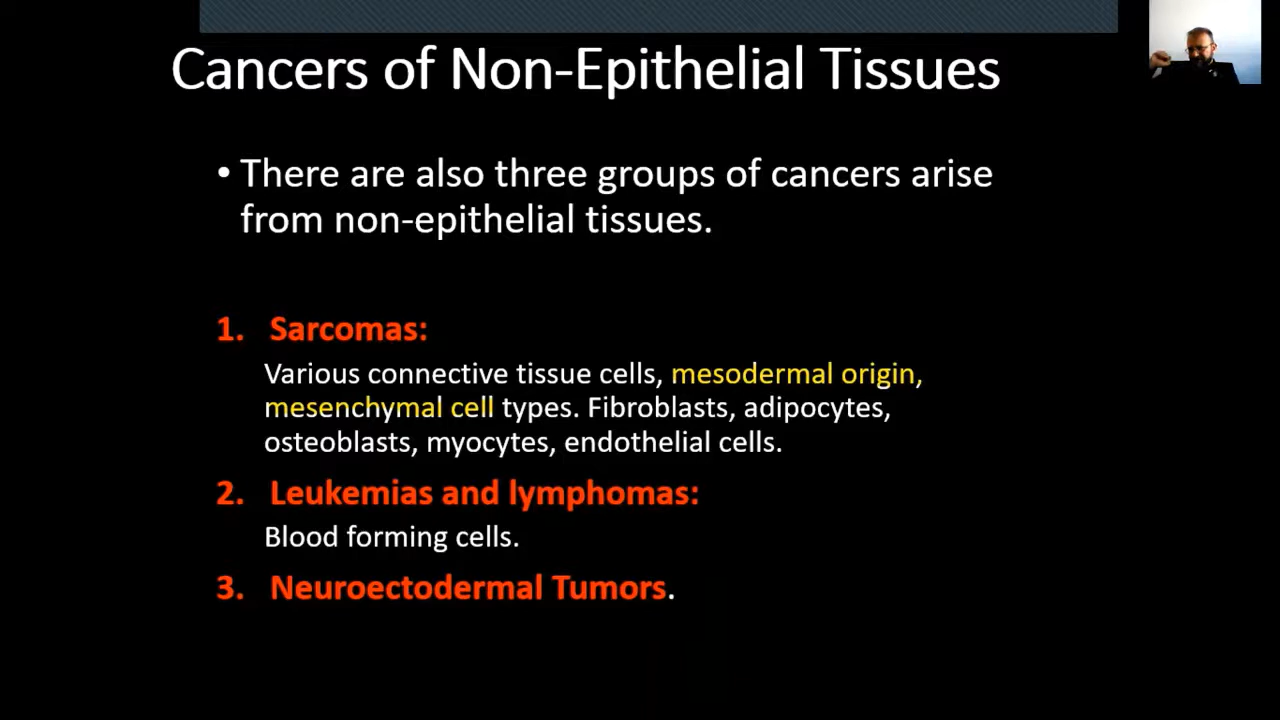 Cancers of Non-Epithelial Tissues
• There are also three groups of cancers arise
from non-epithelial tissues.
1. Sarcomas:
Various connective tissue cells, mesodermal origin,
mesenchymal cell types. Fibroblasts, adipocytes,
osteoblasts, myocytes, endothelial cells.
2. Leukemias and lymphomas:
Blood forming cells.
3. Neuroectodermal Tumors.